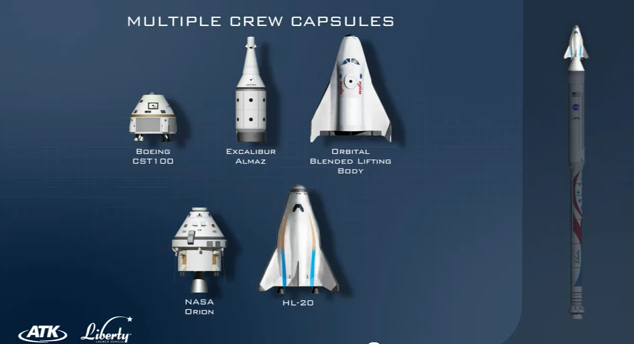 MULTIPLE CREW CAPSULES
BOEING
CST100
EXCALIBUR
ALMAZ
ORBITAL
BLENDED LIFTING
BODY
NASA
ORION
HL-20
ATK
Liberty